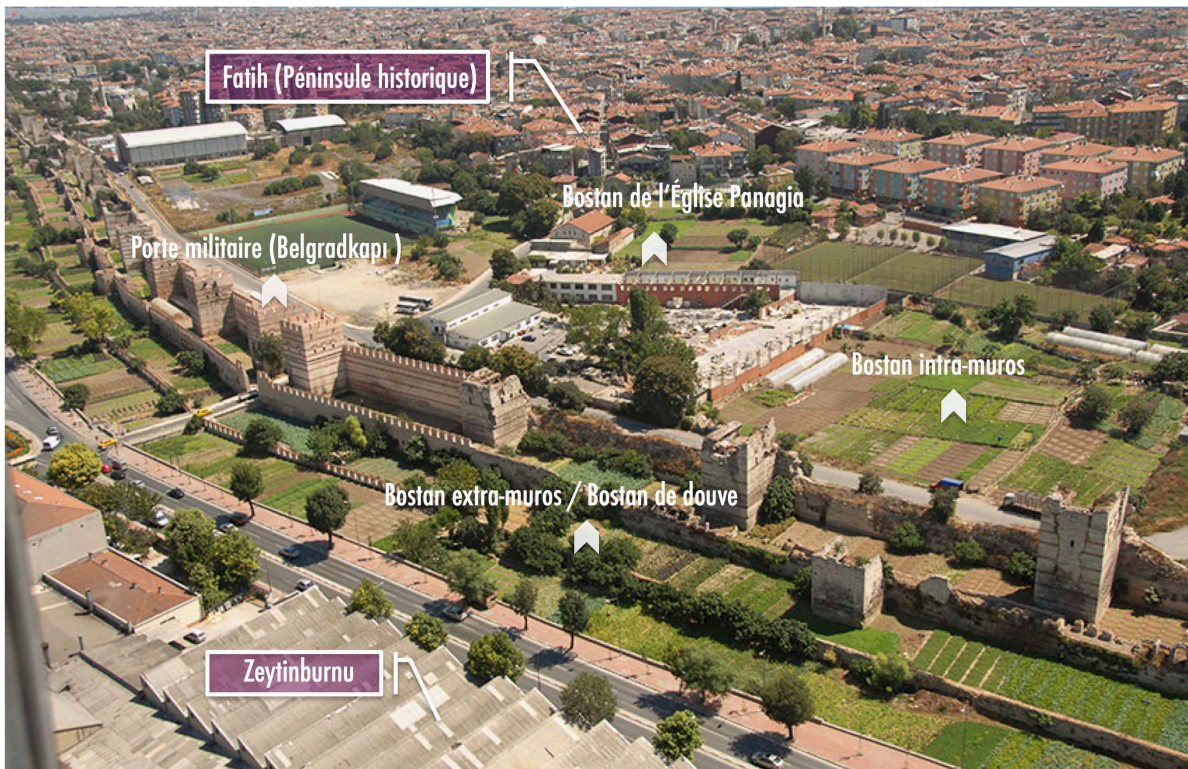 Fatih (Péninsule historique)
Bostan de l'Église Panagia
Porte militaire (Belgradkapı )
Bostan intra-muros
Bostan extra-muros / Bostan de douve
Zeytinburnu